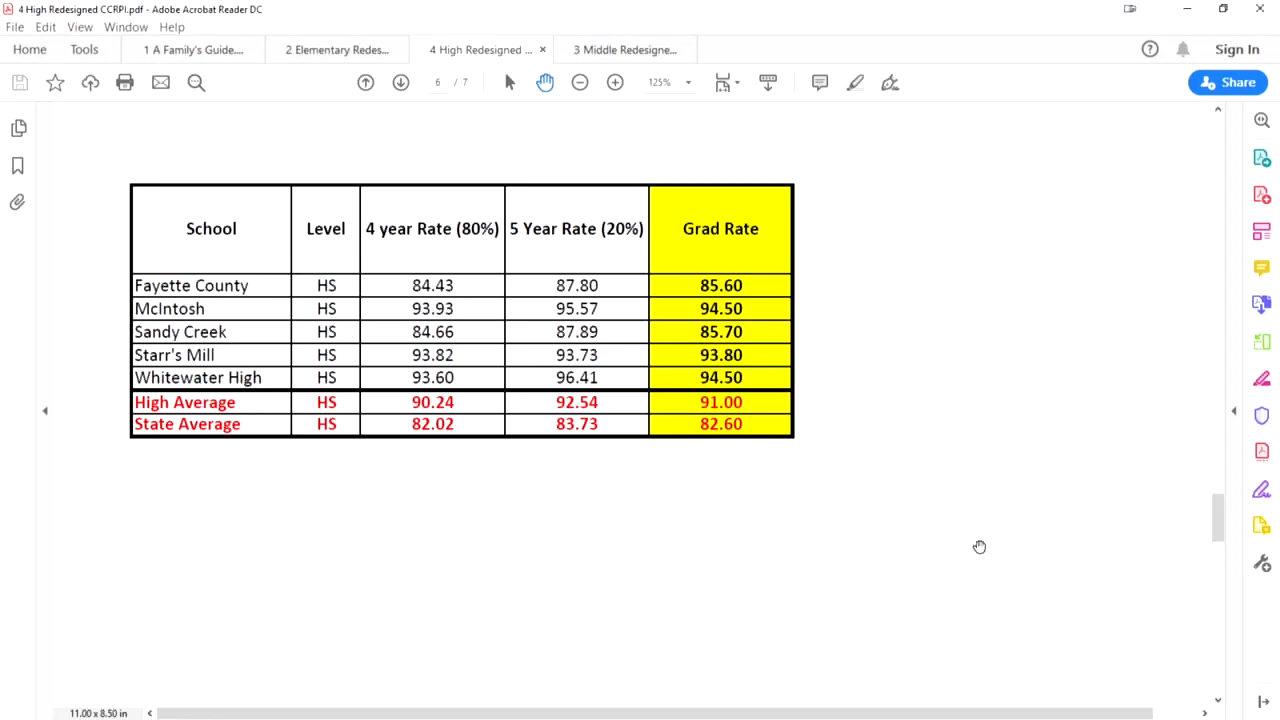 4 High Redesigned CCRPI.pdf - Adobe Acrobat Reader DC
File Edit View Window Help
Home Tools 1 A Family's Guide.... 2 Elementary Redes... 4 High Redesigned ... × 3 Middle Redesigne... Sign In
6 / 7 125% Share
School Level 4 year Rate (80%) 5 Year Rate (20%) Grad Rate
Fayette County HS 84.43 87.80 85.60
McIntosh HS 93.93 95.57 94.50
Sandy Creek HS 84.66 87.89 85.70
Starr's Mill HS 93.82 93.73 93.80
Whitewater High HS 93.60 96.41 94.50
High Average HS 90.24 92.54 91.00
State Average HS 82.02 83.73 82.60
11.00 x 8.50 in